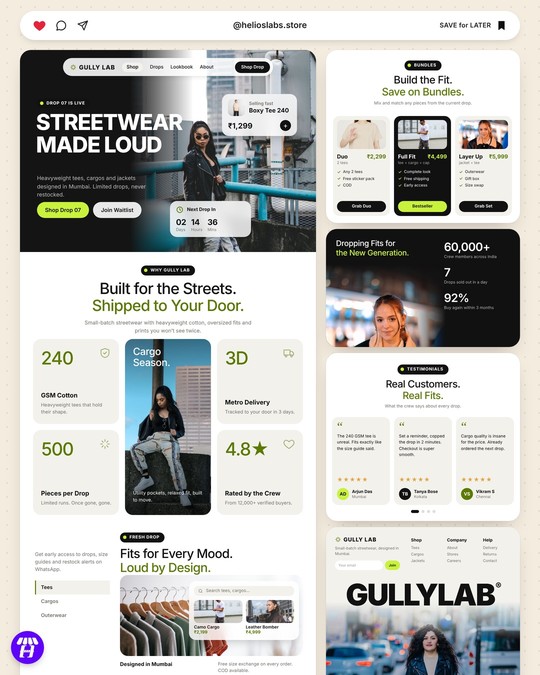 @helioslabs.store
SAVE for LATER
GULLY LAB
Shop
Drops
Lookbook
About
Shop Drop
DROP 07 IS LIVE
STREETWEAR
MADE LOUD
Heavyweight tees, cargos and jackets
designed in Mumbai. Limited drops, never
restocked.
Shop Drop 07
Join Waitlist
Selling fast
Boxy Tee 240
₹1,299
+
Next Drop In
02 14 36
Days Hours Mins
WHY GULLY LAB
Built for the Streets.
Shipped to Your Door.
Small-batch streetwear with heavyweight cotton, oversized fits and
prints you won't see twice.
240
GSM Cotton
Heavyweight tees that hold
their shape.
Cargo
Season.
Utility pockets, relaxed fit, built
to move.
3D
Metro Delivery
Tracked to your door in 3 days.
500
Pieces per Drop
Limited runs. Once gone, gone.
4.8★
Rated by the Crew
From 12,000+ verified buyers.
FRESH DROP
Fits for Every Mood.
Loud by Design.
Get early access to drops, size
guides and restock alerts on
WhatsApp.
Tees
Cargos
Outerwear
Search tees, cargos...
Camo Cargo
₹2,199
Leather Bomber
₹4,999
Designed in Mumbai
Free size exchange on every order.
COD available.
BUNDLES
Build the Fit.
Save on Bundles.
Mix and match any pieces from the current drop.
Duo ₹2,299
2 tees
✓ Any 2 tees
✓ Free sticker pack
✓ COD
Grab Duo
Full Fit ₹4,499
tee + cargo + cap
✓ Complete look
✓ Free shipping
✓ Early access
Bestseller
Layer Up ₹5,999
jacket + tee
✓ Outerwear
✓ Gift box
✓ Size swap
Grab Set
Dropping Fits for
the New Generation.
60,000+
Crew members across India
7
Drops sold out in a day
92%
Buy again within 3 months
TESTIMONIALS
Real Customers.
Real Fits.
What the crew says about every drop.
The 240 GSM tee is
unreal. Fits exactly like
the size guide said.
★★★★★
AD
Arjun Das
Mumbai
Set a reminder, copped
the drop in 2 minutes.
Checkout is super
smooth.
★★★★★
TB
Tanya Bose
Kolkata
Cargo quality is insane
for the price. Already
ordered the next drop.
★★★★★
VS
Vikram S
Chennai
GULLY LAB
Small-batch streetwear, designed in
Mumbai.
Your email
Join
Shop
Tees
Cargos
Jackets
Company
About
Stores
Careers
Help
Delivery
Returns
Contact
GULLYLAB®